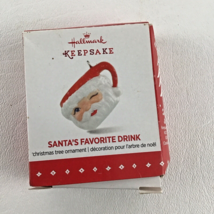 Hallmark
KEEPSAKE
SANTA'S FAVORITE DRINK
christmas tree ornament | décoration pour l'arbre de noël